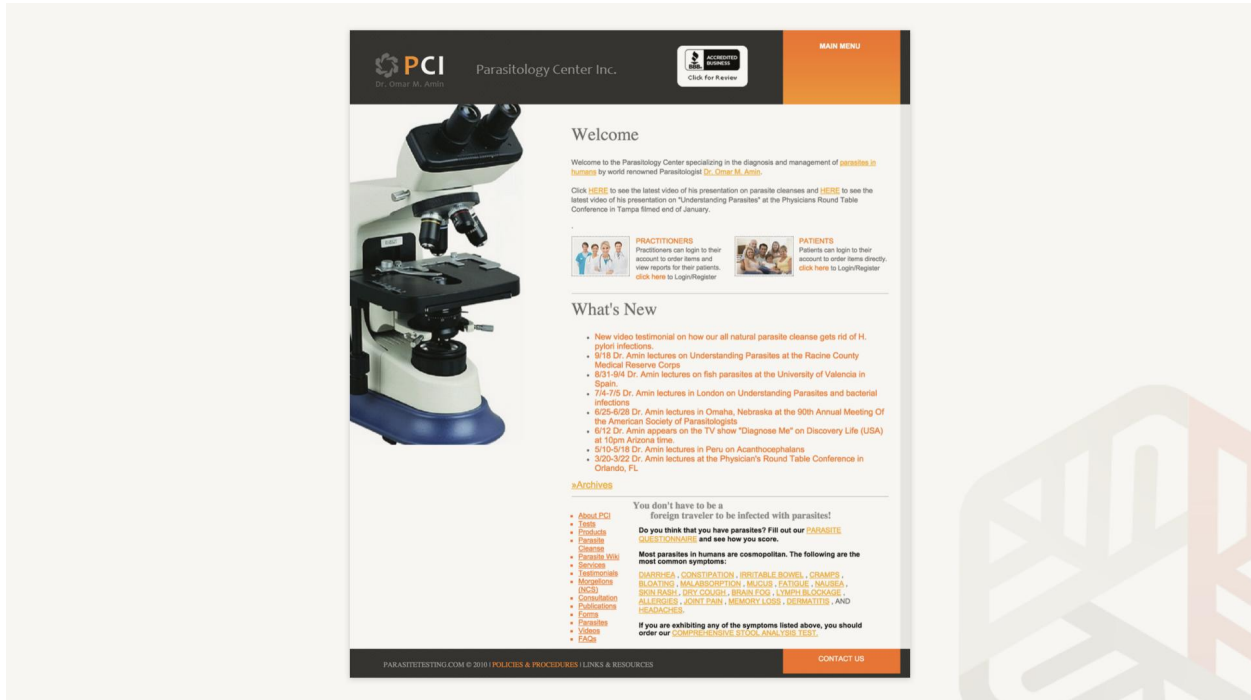 PCI
Dr. Omar M. Amin
Parasitology Center Inc.
BBB.
ACCREDITED
BUSINESS
Click for Review
MAIN MENU
Welcome
Welcome to the Parasitology Center specializing in the diagnosis and management of parasites in
humans by world renowned Parasitologist Dr. Omar M. Amin.
Click HERE to see the latest video of his presentation on parasite cleanses and HERE to see the
latest video of his presentation on "Understanding Parasites" at the Physicians Round Table
Conference in Tampa filmed end of January.
.
PRACTITIONERS
Practitioners can login to their
account to order items and
view reports for their patients.
click here to Login/Register
PATIENTS
Patients can login to their
account to order items directly.
click here to Login/Register
What's New
New video testimonial on how our all natural parasite cleanse gets rid of H.
pylori infections.
9/18 Dr. Amin lectures on Understanding Parasites at the Racine County
Medical Reserve Corps
8/31-9/4 Dr. Amin lectures on fish parasites at the University of Valencia in
Spain.
7/4-7/5 Dr. Amin lectures in London on Understanding Parasites and bacterial
infections
6/25-6/28 Dr. Amin lectures in Omaha, Nebraska at the 90th Annual Meeting Of
the American Society of Parasitologists
6/12 Dr. Amin appears on the TV show "Diagnose Me" on Discovery Life (USA)
at 10pm Arizona time.
5/10-5/18 Dr. Amin lectures in Peru on Acanthocephalans
3/20-3/22 Dr. Amin lectures at the Physician's Round Table Conference in
Orlando, FL
»Archives
About PCI
Tests
Products
Parasite
Cleanse
Parasite Wiki
Services
Testimonials
Morgellons
(NCS)
Consultation
Publications
Forms
Parasites
Videos
FAQs
You don't have to be a
foreign traveler to be infected with parasites!
Do you think that you have parasites? Fill out our PARASITE
QUESTIONNAIRE and see how you score.
Most parasites in humans are cosmopolitan. The following are the
most common symptoms:
DIARRHEA , CONSTIPATION , IRRITABLE BOWEL , CRAMPS ,
BLOATING , MALABSORPTION , MUCUS , FATIGUE , NAUSEA ,
SKIN RASH , DRY COUGH , BRAIN FOG , LYMPH BLOCKAGE ,
ALLERGIES , JOINT PAIN , MEMORY LOSS , DERMATITIS , AND
HEADACHES.
If you are exhibiting any of the symptoms listed above, you should
order our COMPREHENSIVE STOOL ANALYSIS TEST.
PARASITETESTING.COM © 2010 | POLICIES & PROCEDURES | LINKS & RESOURCES
CONTACT US